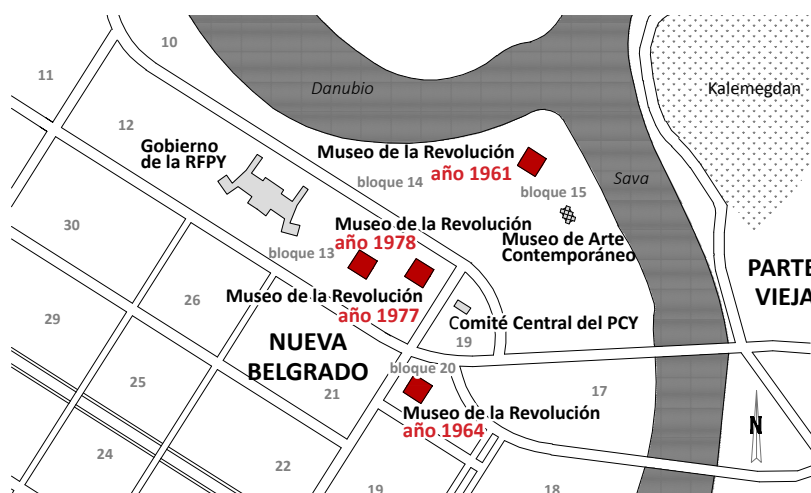 10
11
Danubio
Kalemegdan
12
Gobierno
de la RFPY
Museo de la Revolución
año 1961
bloque 14
bloque 15
Sava
30
Museo de la Revolución
año 1978
Museo de Arte
Contemporáneo
bloque 13
PARTE
VIEJA
26
Museo de la Revolución
año 1977
29
Comité Central del PCY
19
NUEVA
BELGRADO
bloque 20
25
21
17
Museo de la Revolución
año 1964
N
24
22
19
18